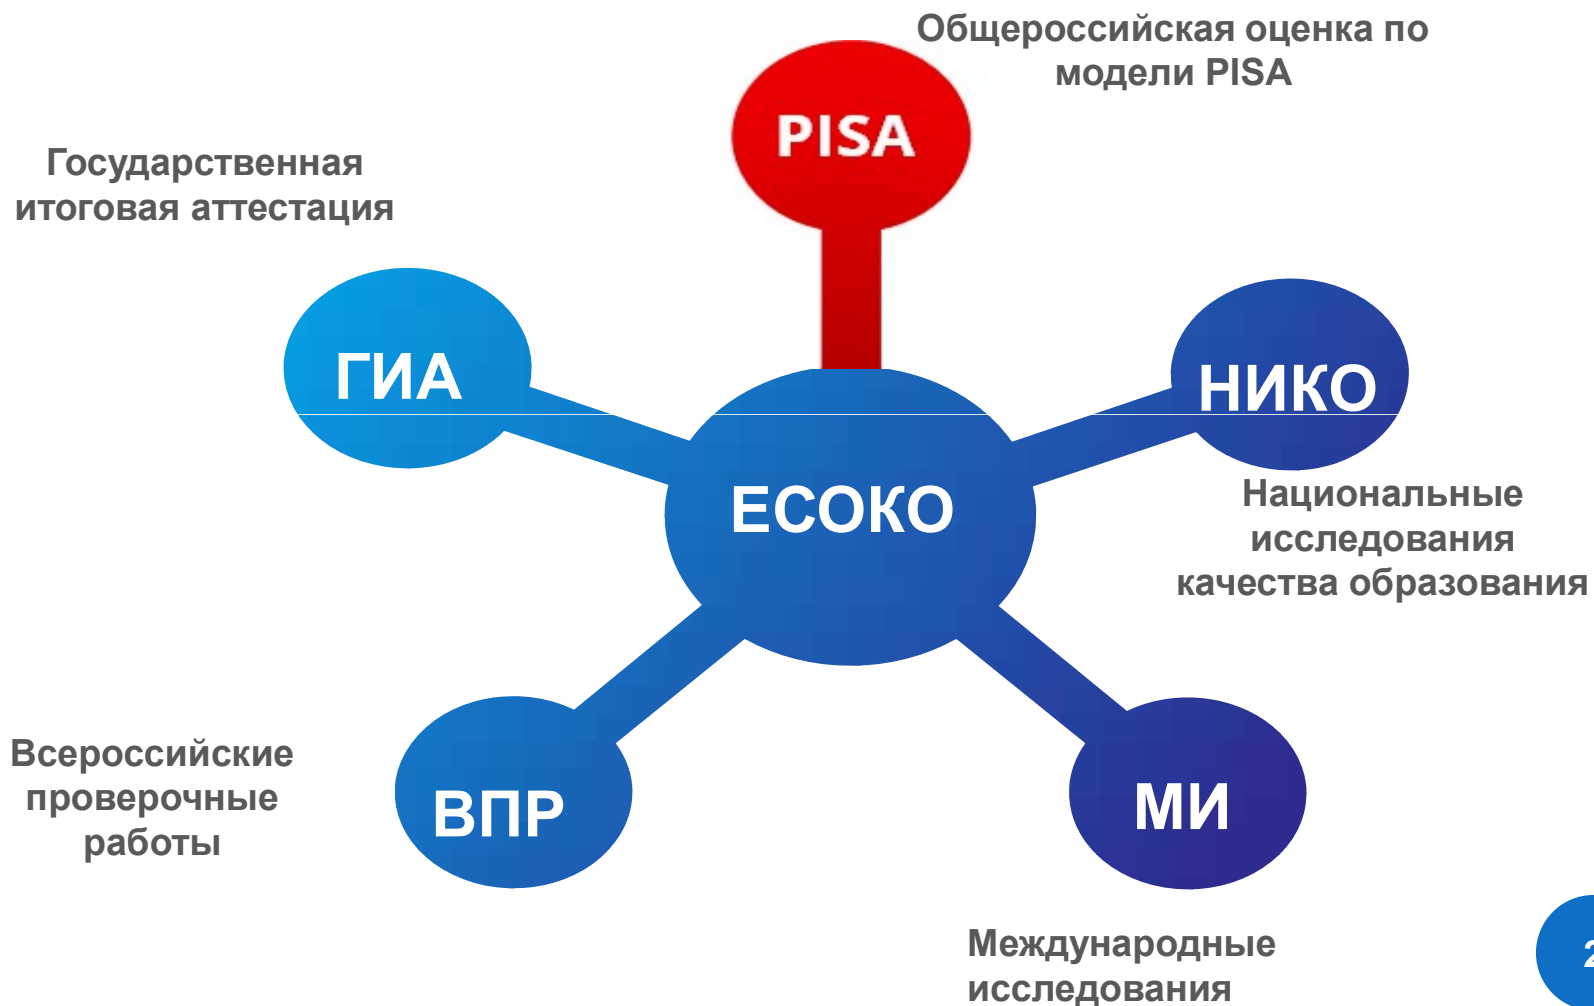 Общероссийская оценка по
модели PISA
PISA
Государственная
итоговая аттестация
ГИА
НИКО
Национальные
исследования
качества образования
ЕСОКО
Всероссийские
проверочные
работы
ВПР
МИ
Международные
исследования
2